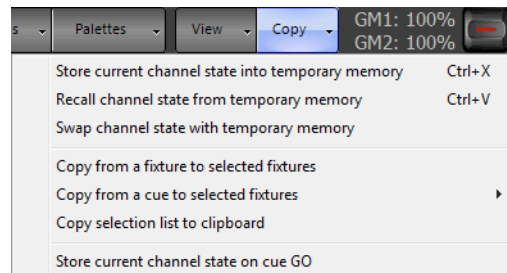 s Palettes View Copy GM1: 100%
GM2: 100%
Store current channel state into temporary memory Ctrl+X
Recall channel state from temporary memory Ctrl+V
Swap channel state with temporary memory
Copy from a fixture to selected fixtures
Copy from a cue to selected fixtures
Copy selection list to clipboard
Store current channel state on cue GO